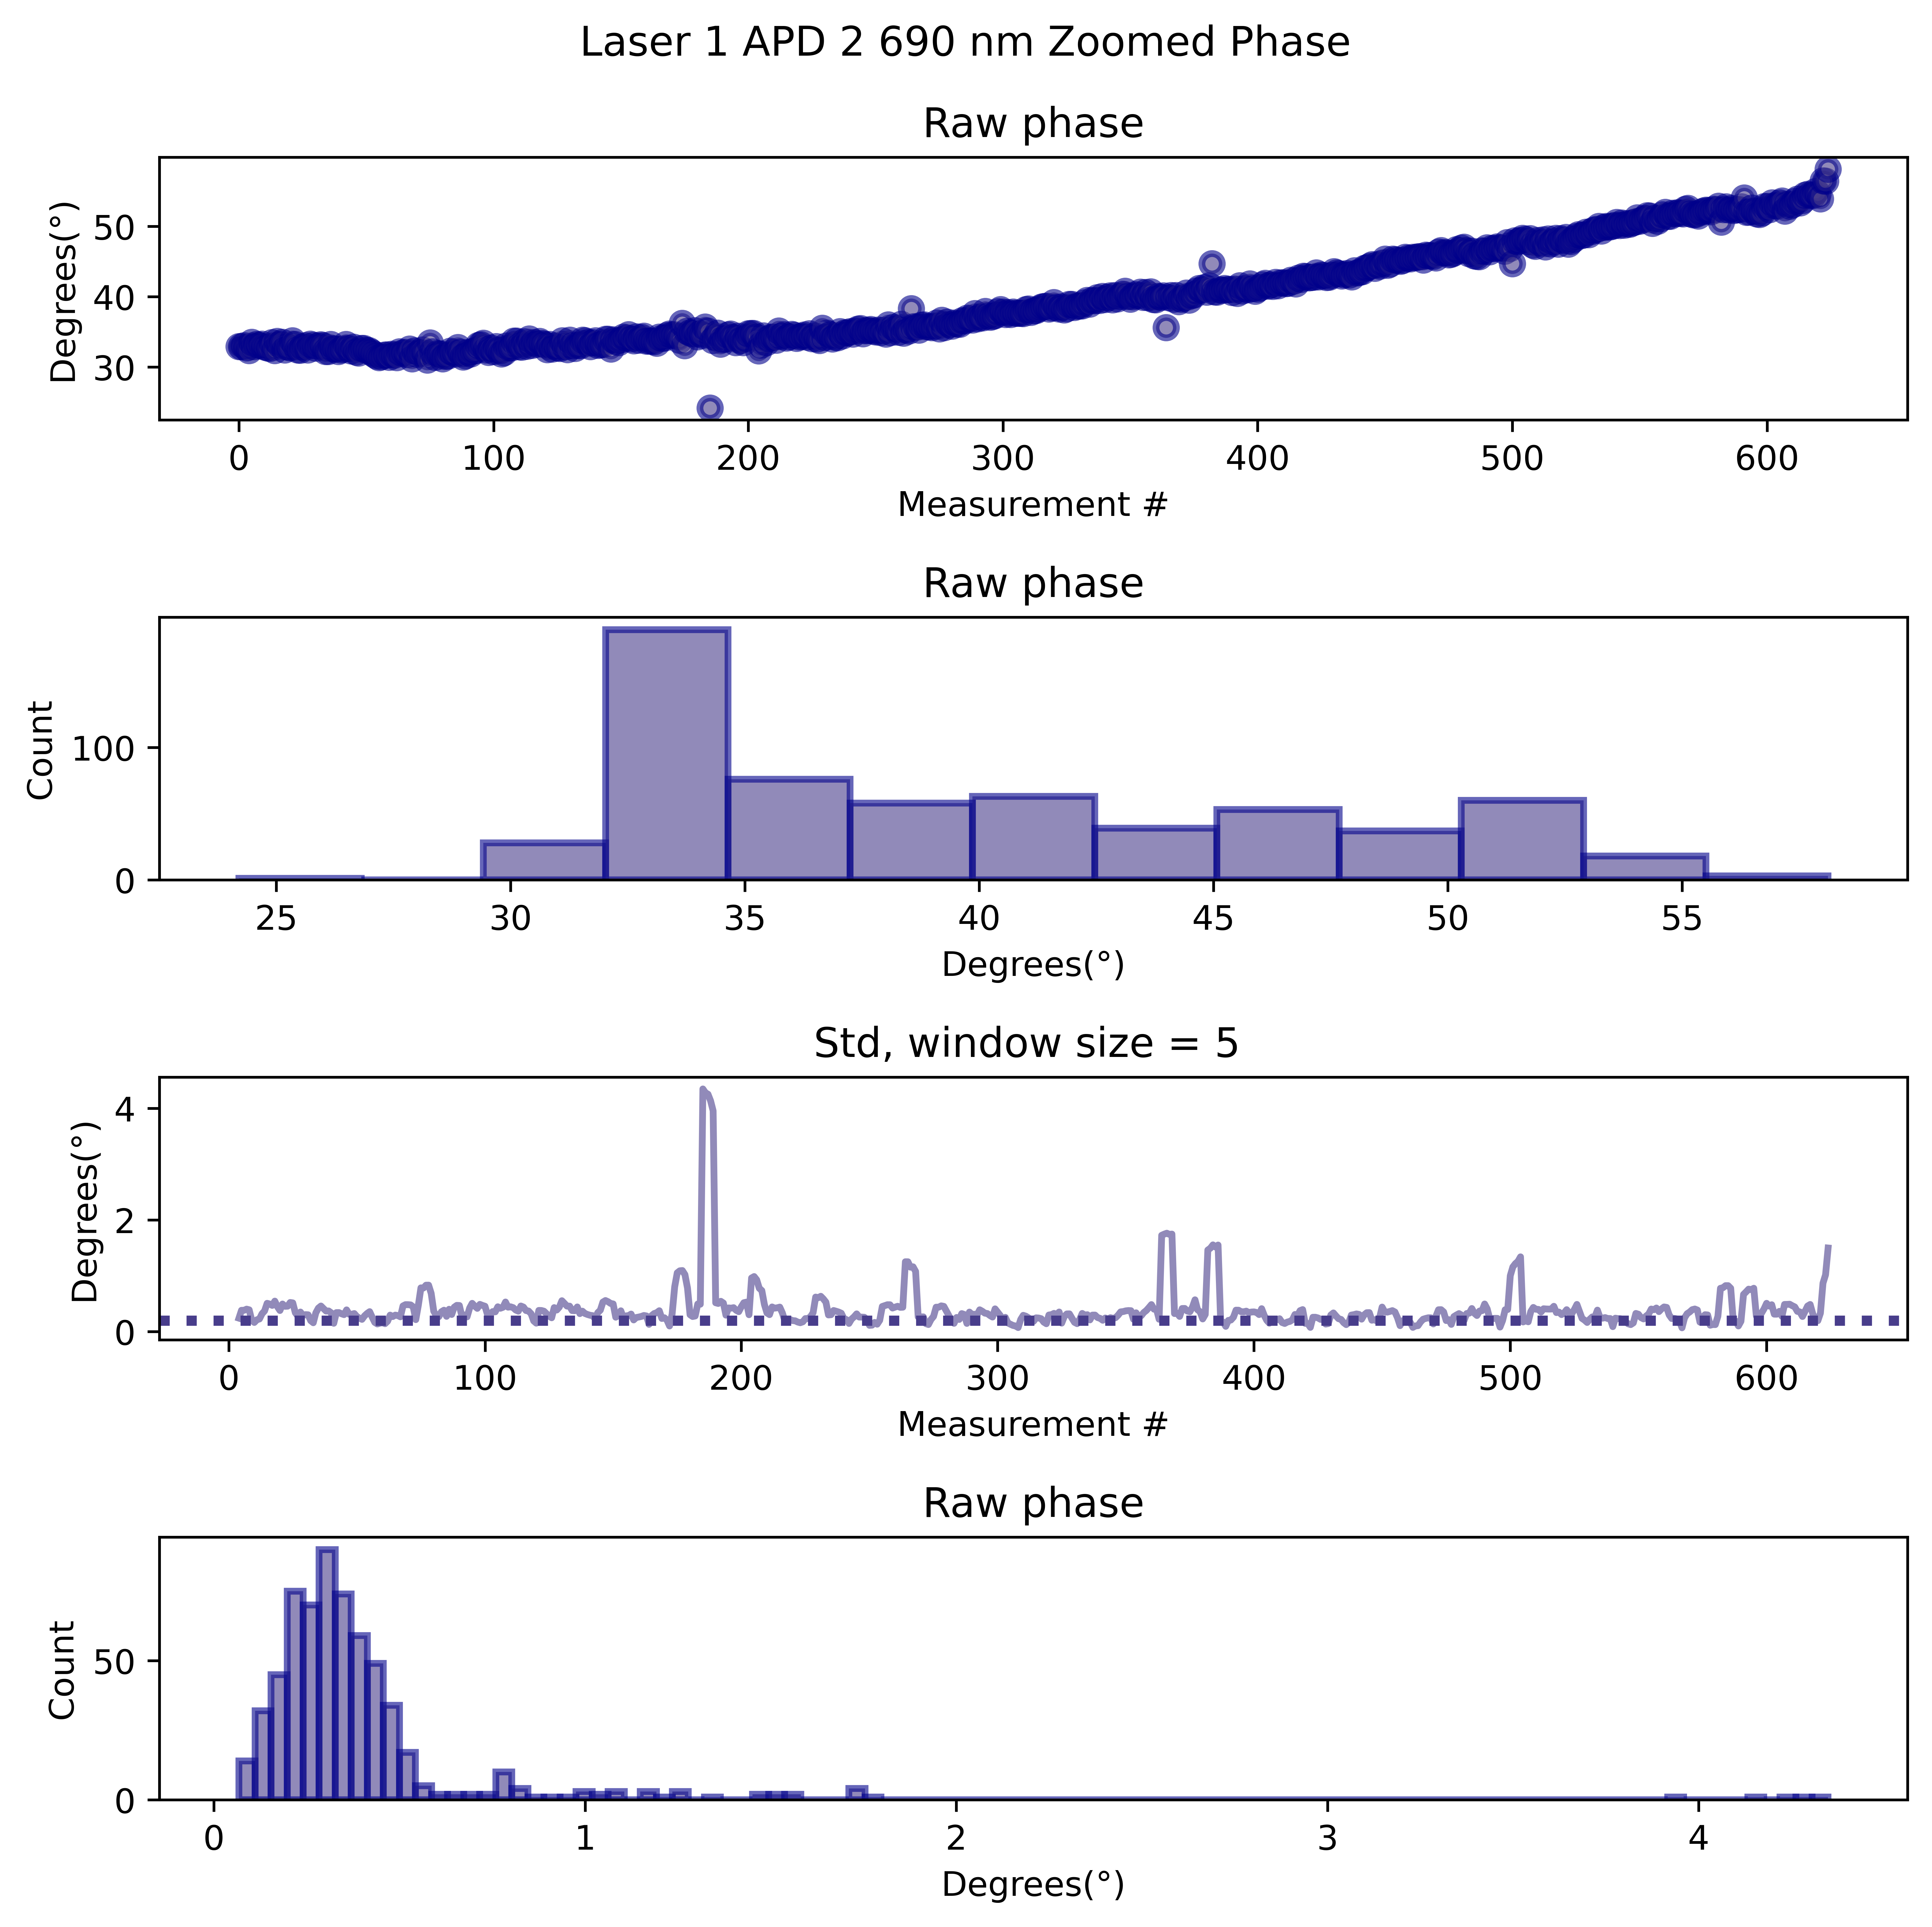 Laser 1 APD 2 690 nm Zoomed Phase
Raw phase
Degrees(°)
50
40
30
0 100 200 300 400 500 600
Measurement #
Raw phase
Count
100
0
25 30 35 40 45 50 55
Degrees(°)
Std, window size = 5
Degrees(°)
4
2
0
0 100 200 300 400 500 600
Measurement #
Raw phase
Count
50
0
0 1 2 3 4
Degrees(°)